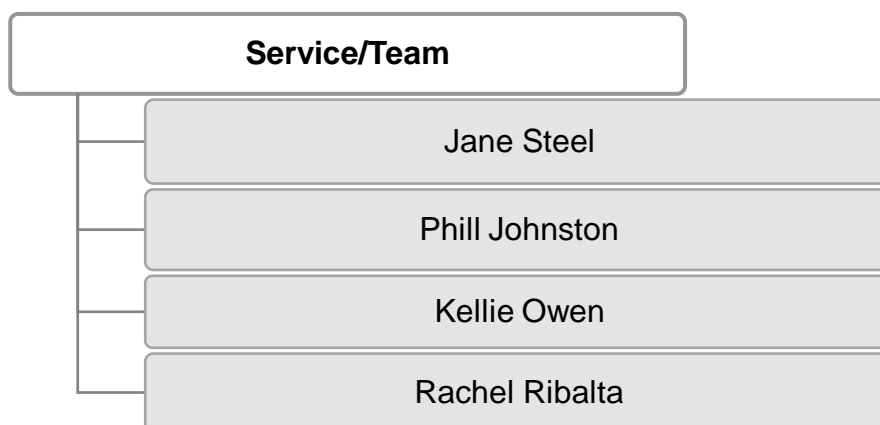 Service/Team
Jane Steel
Phill Johnston
Kellie Owen
Rachel Ribalta